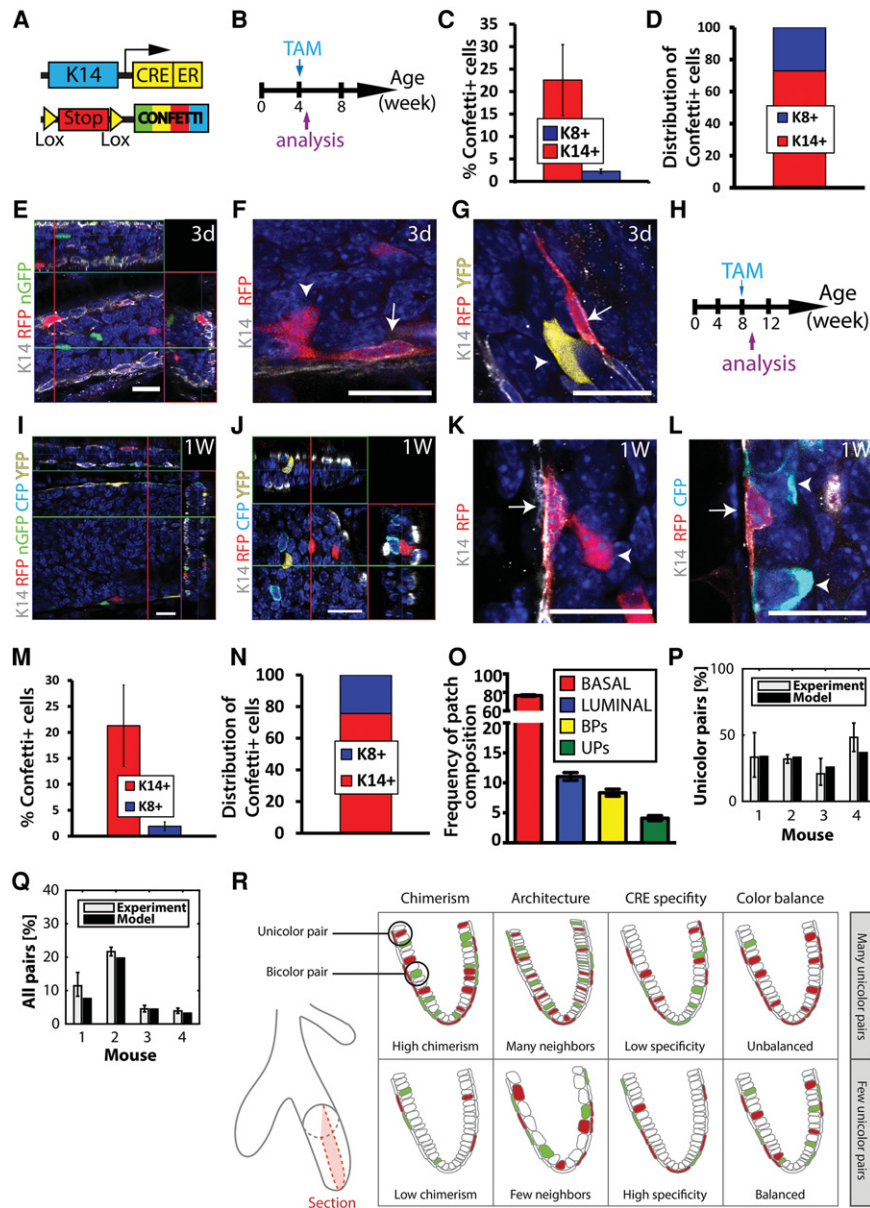 A
K14
CRE ER
Lox Stop Lox CONFETTI
B
TAM
0 4 8
Age
(week)
analysis
C
% Confetti+ cells
35
30
25
20
15
10
5
0
K8+
K14+
D
Distribution of
Confetti+ cells
100
80
60
40
20
0
K8+
K14+
E
3d
K14 RFP nGFP
F
3d
K14 RFP
G
3d
K14 RFP YFP
H
TAM
0 4 8 12
Age
(week)
analysis
I
1W
K14 RFP nGFP CFP YFP
J
1W
K14 RFP CFP YFP
K
1W
K14 RFP
L
1W
K14 RFP CFP
M
% Confetti+ cells
30
25
20
15
10
5
0
K14+
K8+
N
Distribution of
Confetti+ cells
100
80
60
40
20
0
K8+
K14+
O
Frequency of patch
composition
100
80
60
20
15
10
5
0
BASAL
LUMINAL
BPs
UPs
P
Unicolor pairs [%]
100
50
0
Experiment
Model
1 2 3 4
Mouse
Q
All pairs [%]
40
30
20
10
0
Experiment
Model
1 2 3 4
Mouse
R
Chimerism Architecture CRE specifity Color balance
Unicolor pair
Bicolor pair
High chimerism Many neighbors Low specificity Unbalanced
Many unicolor pairs
Low chimerism Few neighbors High specificity Balanced
Few unicolor pairs
Section